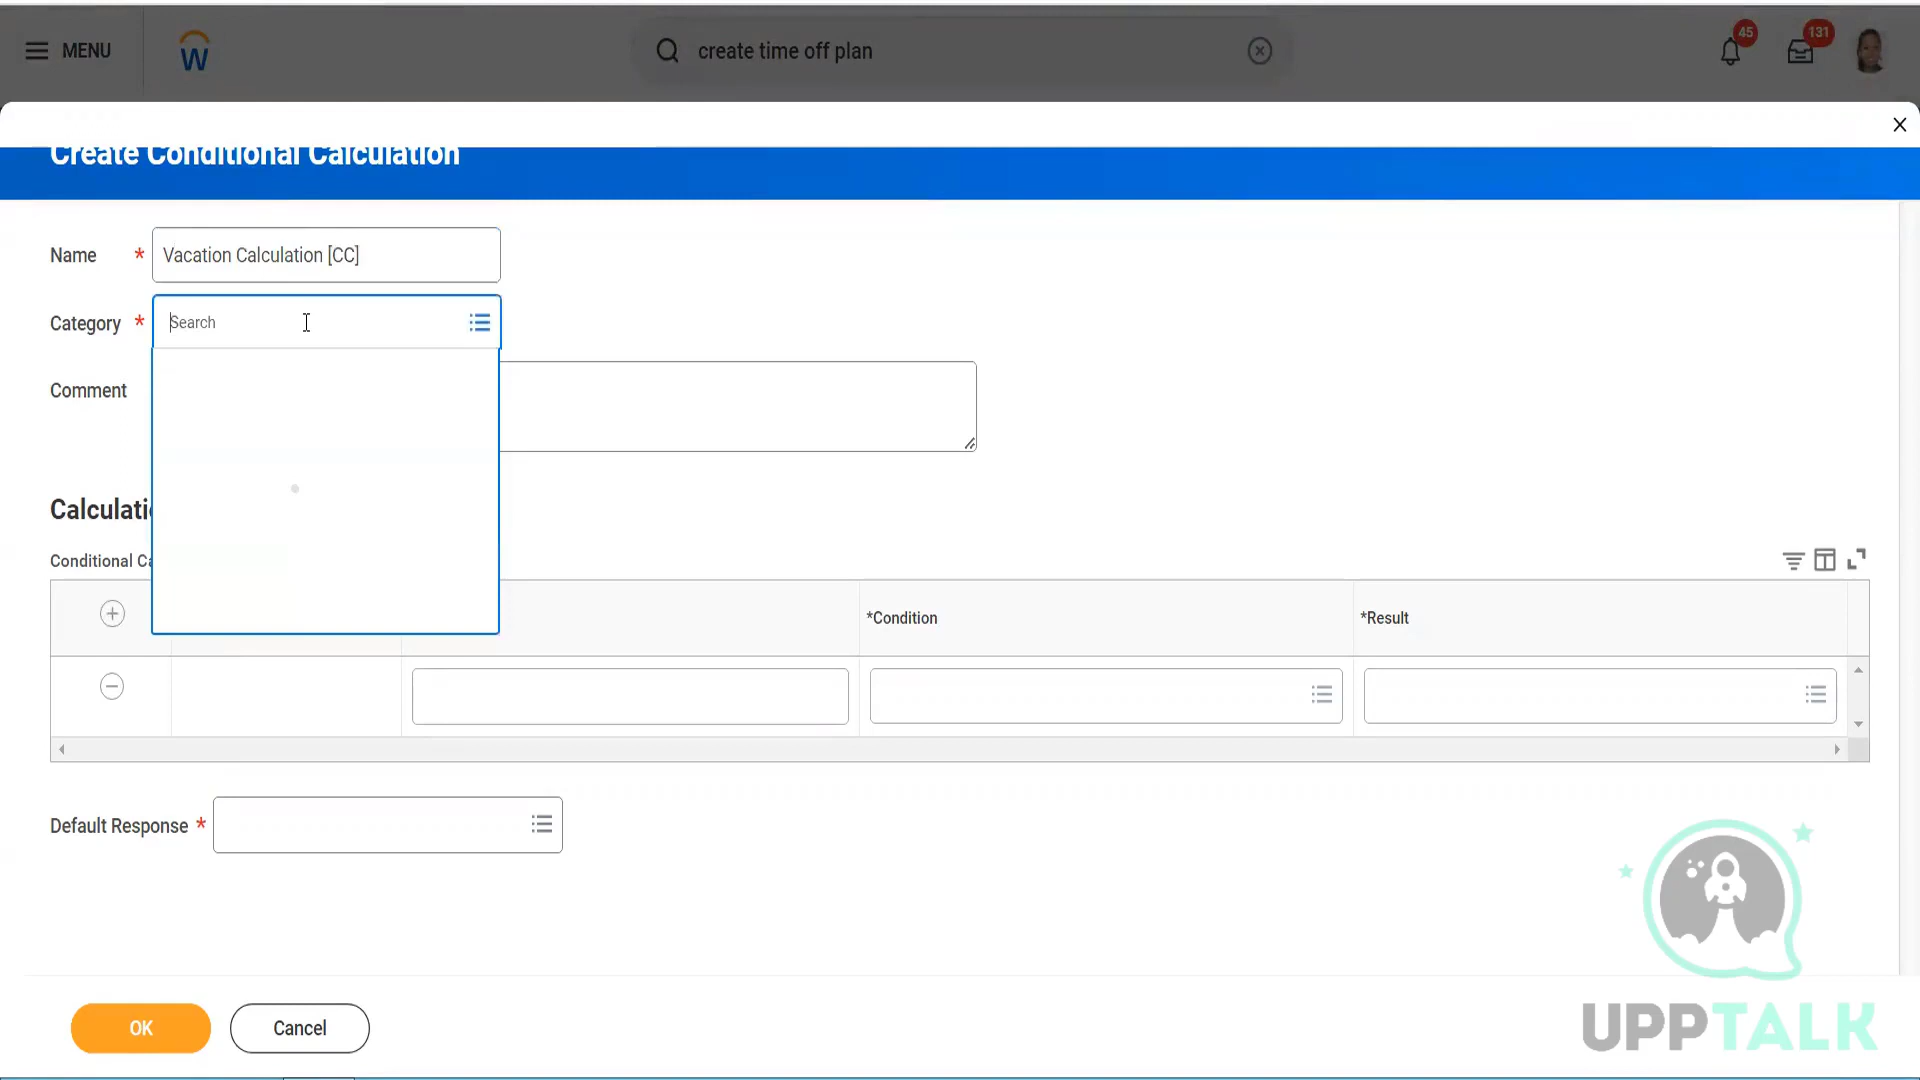 MENU
W
create time off plan
45
131
Create Conditional Calculation
Name *
Vacation Calculation [CC]
Category *
Search
Comment
Calculati
Conditional Ca
*Condition
*Result
Default Response *
OK
Cancel
UPPTALK